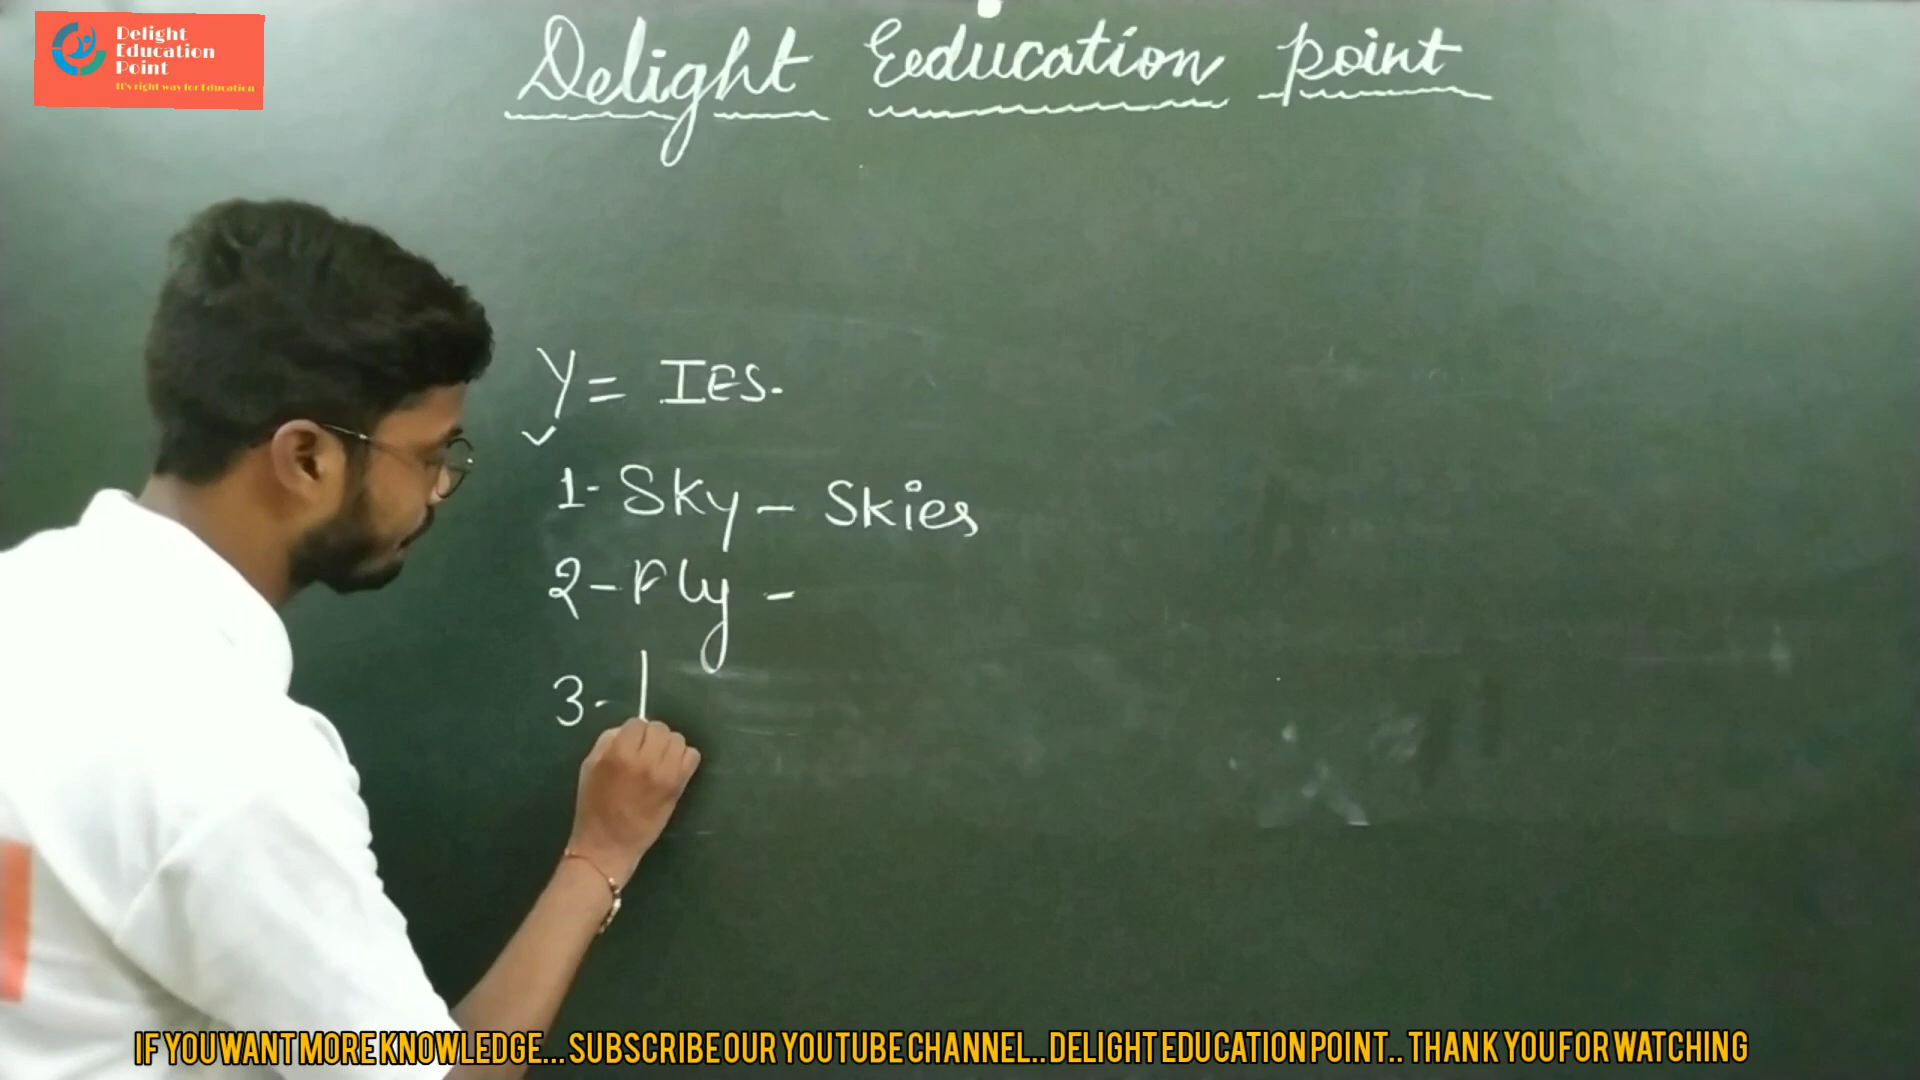 Delight
Education
Point
It's right way for Education
Delight Eeducation point
Y = IES.
1- Sky - Skies
2 - Fly -
3 -
IF YOU WANT MORE KNOWLEDGE... SUBSCRIBE OUR YOUTUBE CHANNEL.. DELIGHT EDUCATION POINT.. THANK YOU FOR WATCHING